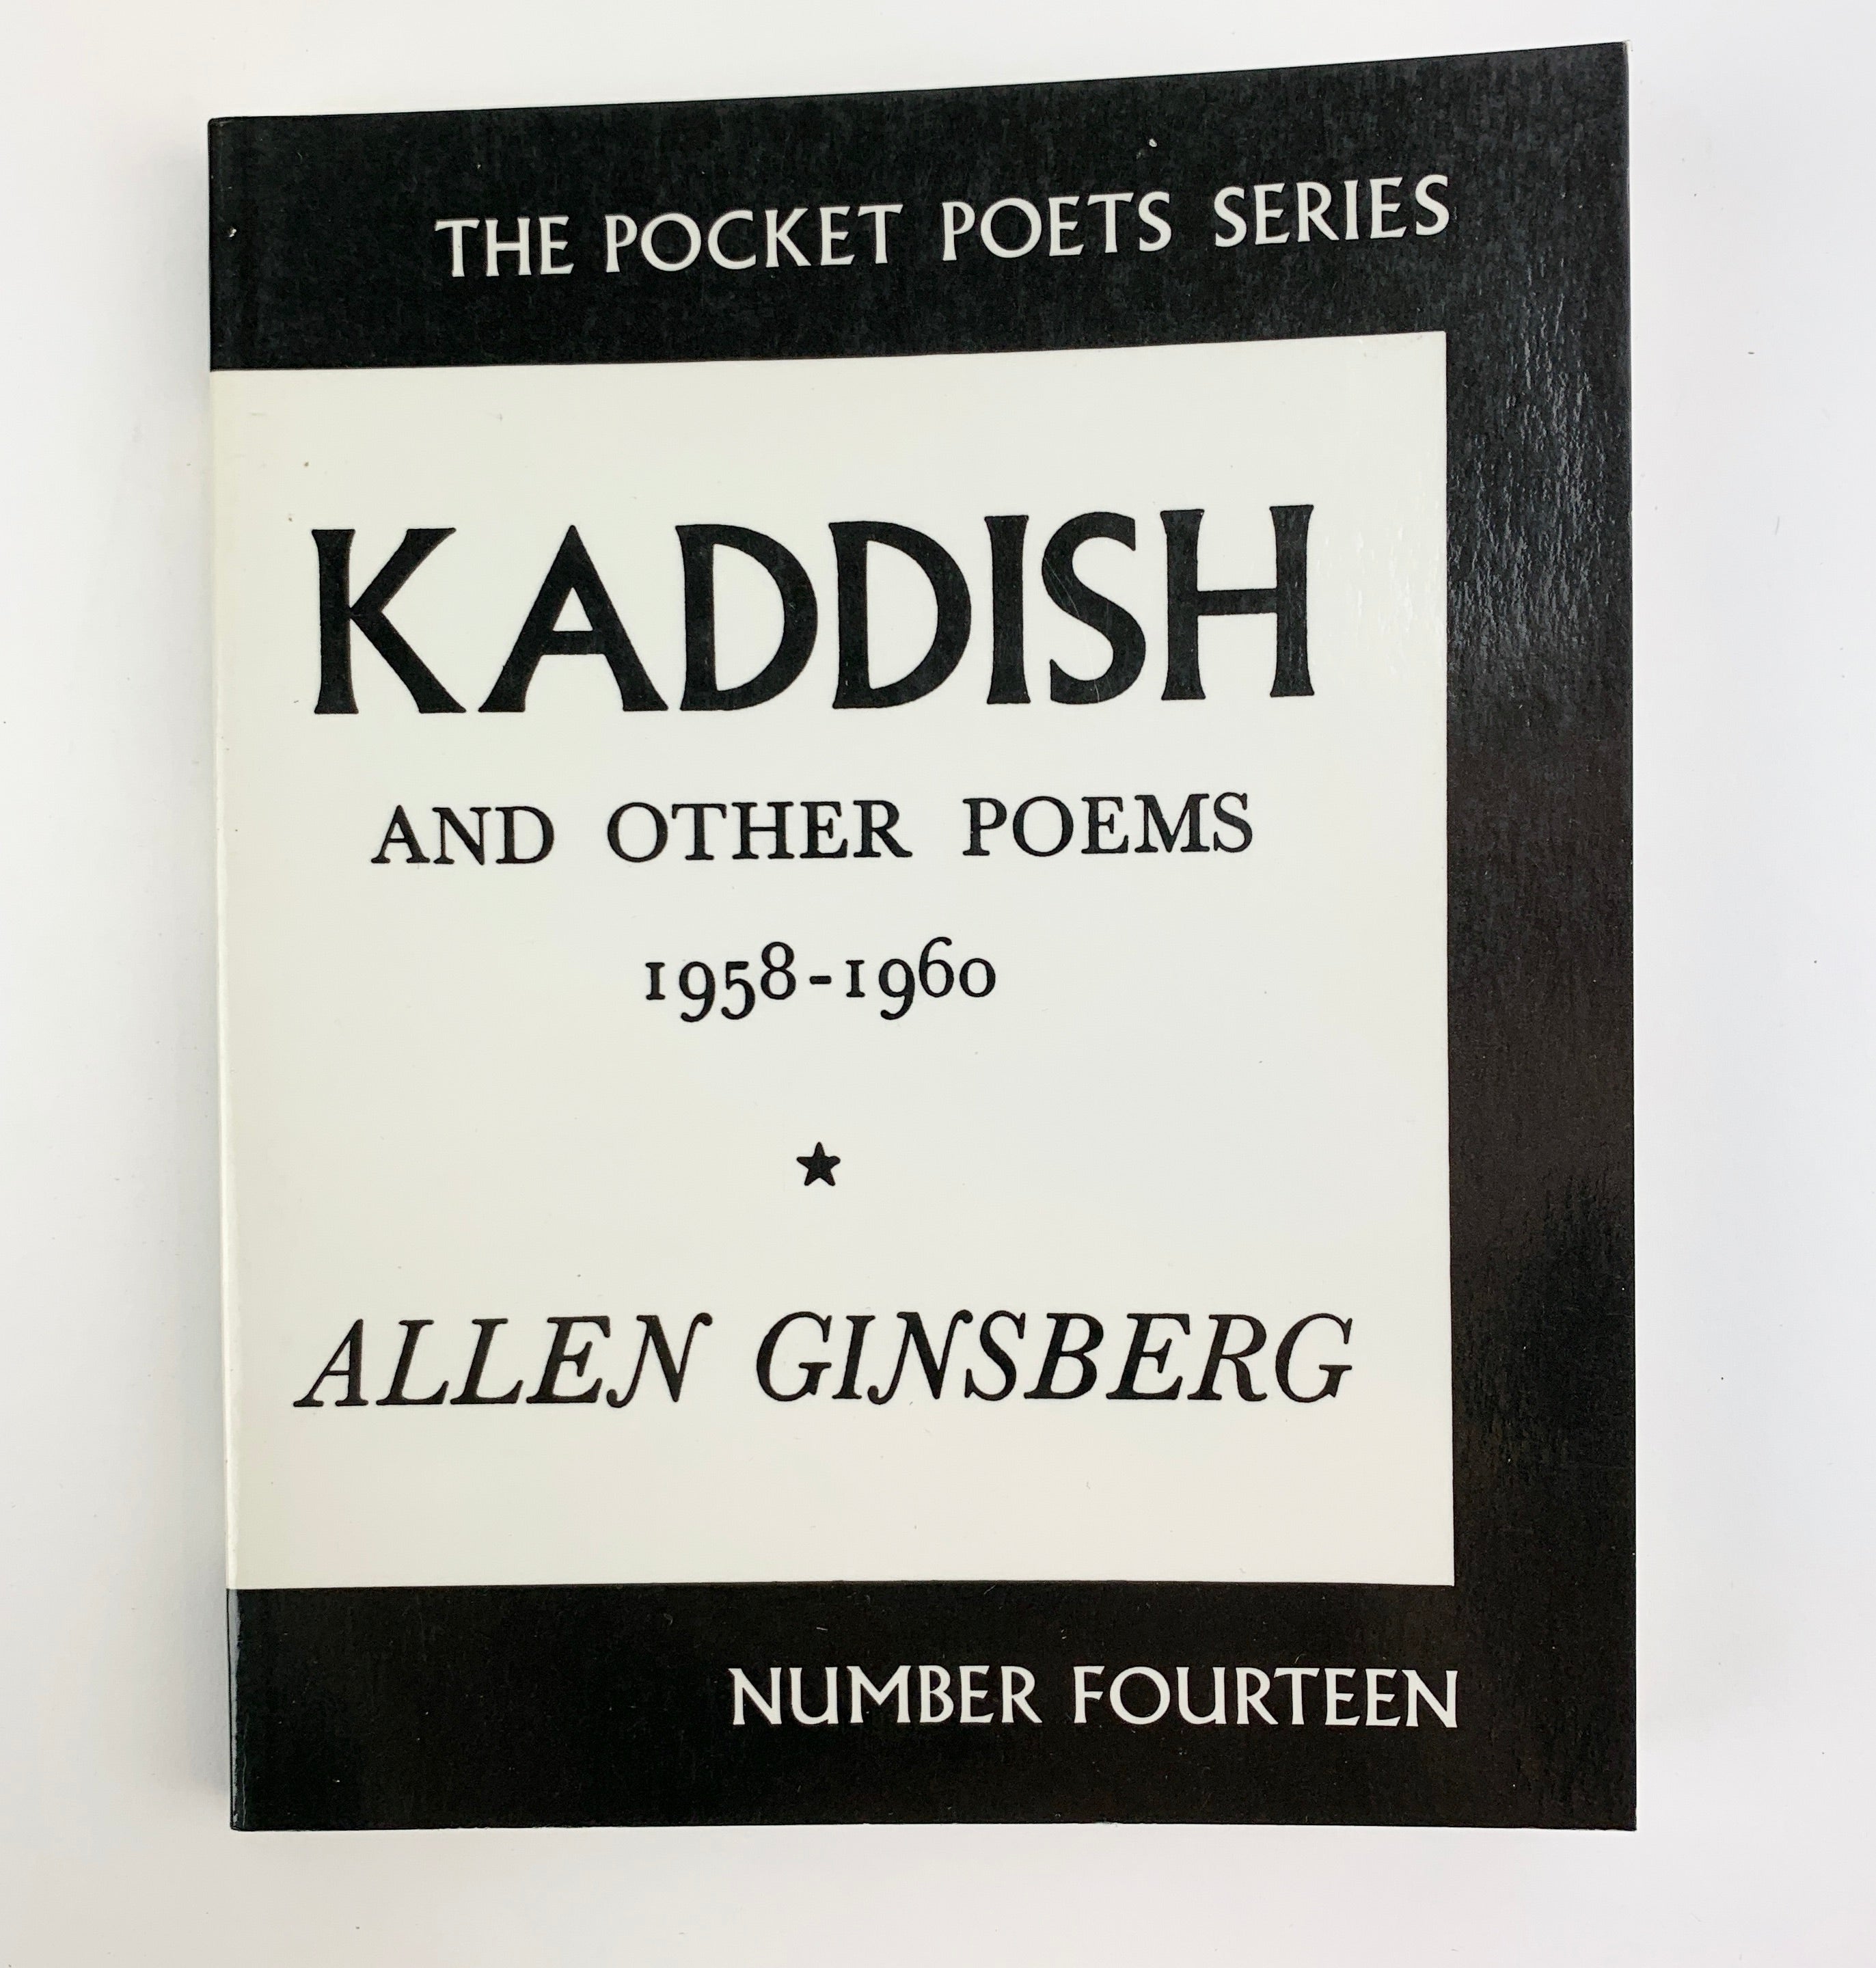 THE POCKET POETS SERIES
KADDISH
AND OTHER POEMS
1958-1960
★
ALLEN GINSBERG
NUMBER FOURTEEN